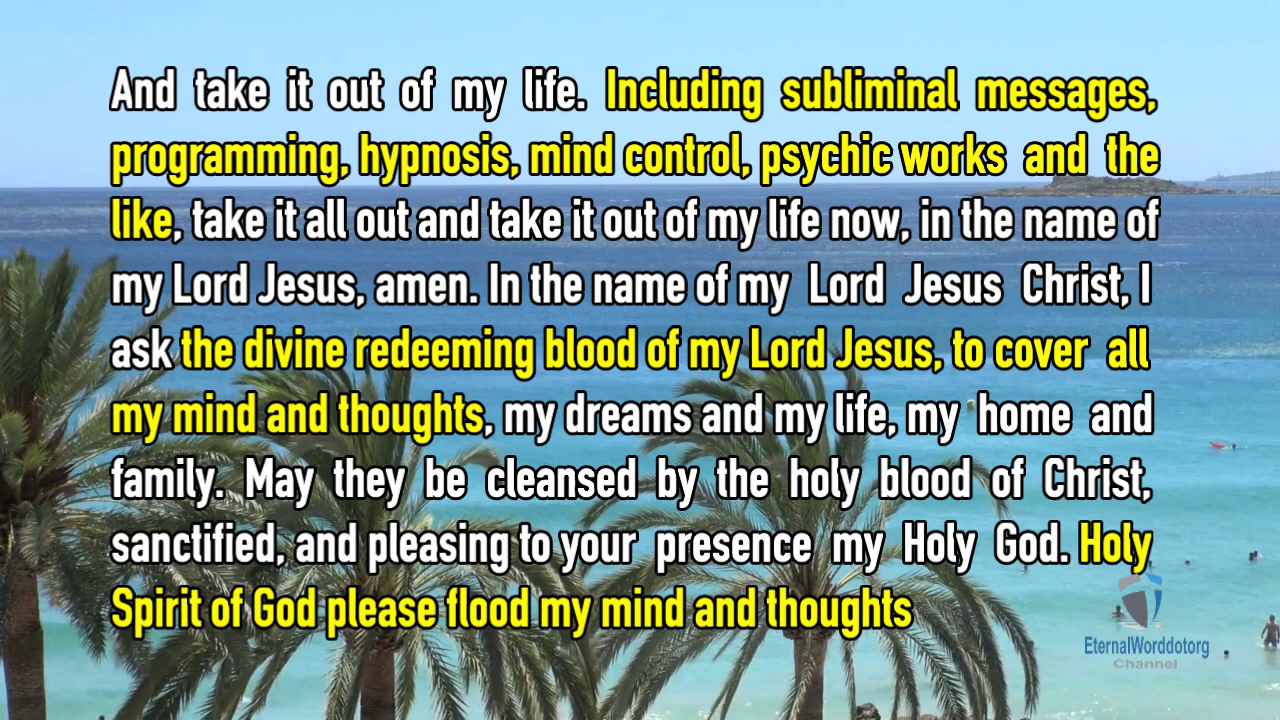 And take it out of my life. Including subliminal messages,
programming, hypnosis, mind control, psychic works and the
like, take it all out and take it out of my life now, in the name of
my Lord Jesus, amen. In the name of my Lord Jesus Christ, I
ask the divine redeeming blood of my Lord Jesus, to cover all
my mind and thoughts, my dreams and my life, my home and
family. May they be cleansed by the holy blood of Christ,
sanctified, and pleasing to your presence my Holy God. Holy
Spirit of God please flood my mind and thoughts
EternalWorddotorg
Channel